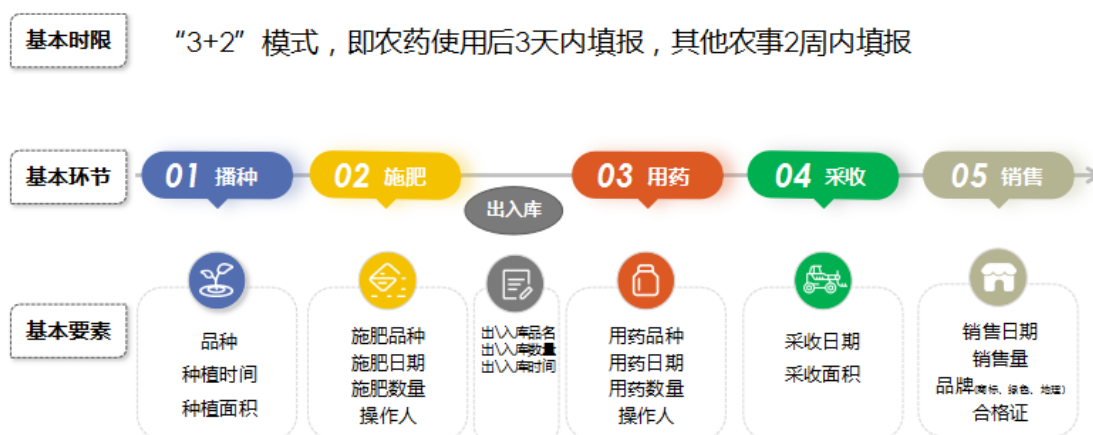 基本时限
“3+2”模式，即农药使用后3天内填报，其他农事2周内填报
基本环节
01 播种
02 施肥
出入库
03 用药
04 采收
05 销售
基本要素
品种
种植时间
种植面积
施肥品种
施肥日期
施肥数量
操作人
出\入库品名
出\入库数量
出\入库时间
用药品种
用药日期
用药数量
操作人
采收日期
采收面积
销售日期
销售量
品牌(商标、绿色、地理)
合格证